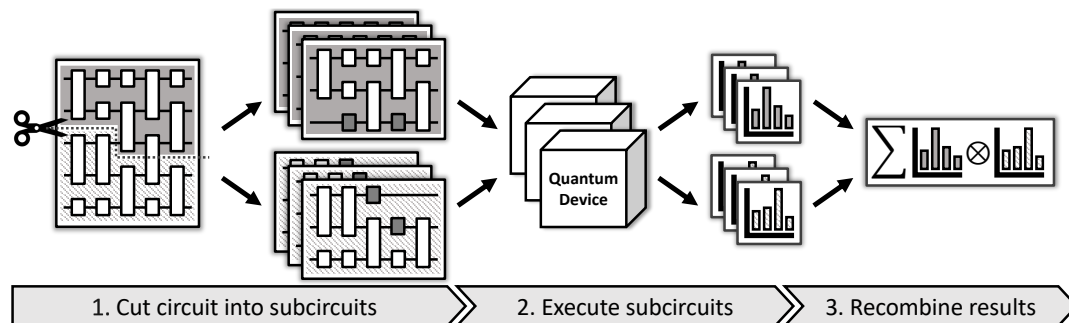 Quantum
Device
1. Cut circuit into subcircuits
2. Execute subcircuits
3. Recombine results